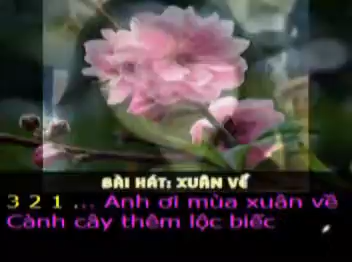 BÀI HÁT: XUÂN VỀ
3 2 1 ... Anh ơi mùa xuân về
Cành cây thêm lộc biếc